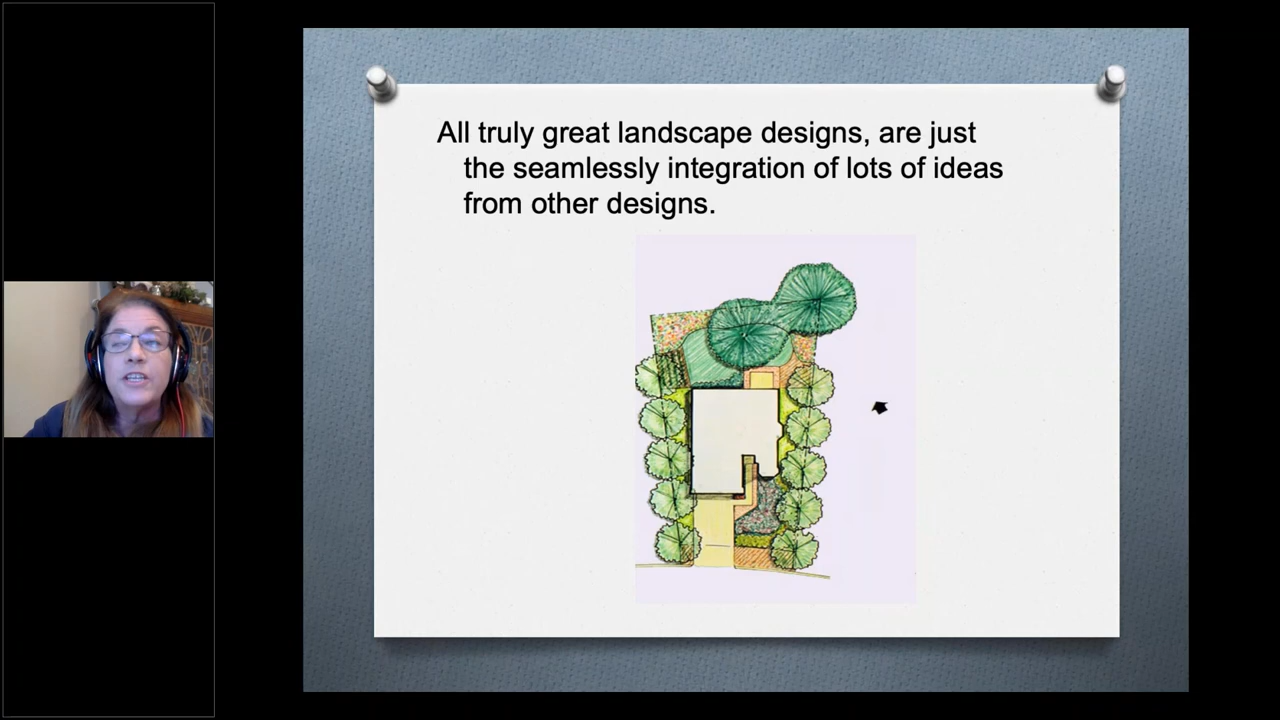 All truly great landscape designs, are just
the seamlessly integration of lots of ideas
from other designs.